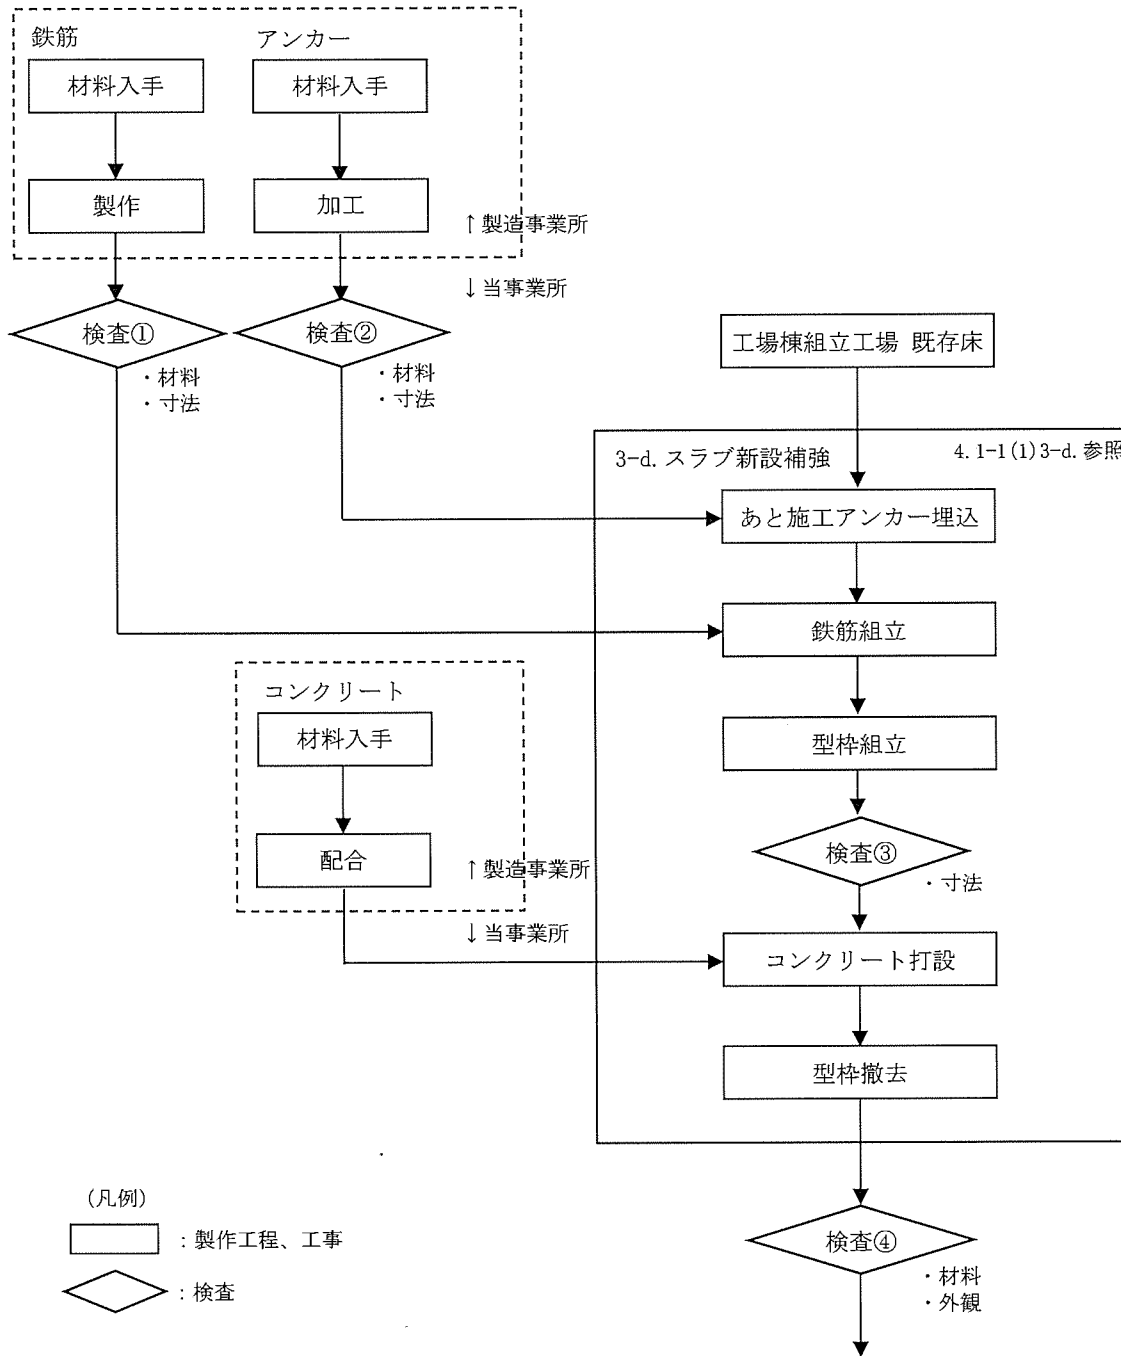 鉄筋
アンカー
材料入手
材料入手
製作
加工
↑製造事業所
↓当事業所
検査①
・材料
・寸法
検査②
・材料
・寸法
工場棟組立工場 既存床
3-d. スラブ新設補強
4.1-1(1)3-d. 参照
あと施工アンカー埋込
鉄筋組立
型枠組立
コンクリート
材料入手
配合
↑製造事業所
↓当事業所
検査③
・寸法
コンクリート打設
型枠撤去
検査④
・材料
・外観
(凡例)
：製作工程、工事
：検査